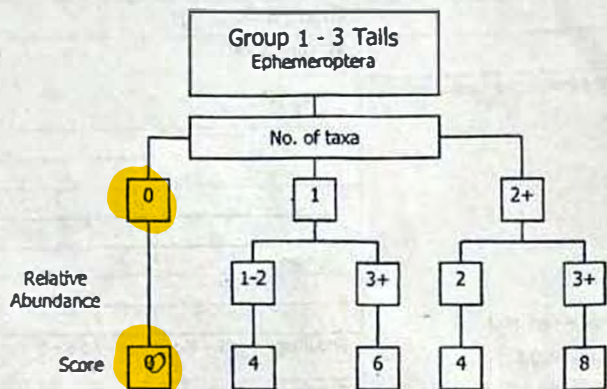 Group 1 - 3 Tails
Ephemeroptera
No. of taxa
0 1 2+
Relative Abundance 1-2 3+ 2 3+
Score 0 4 6 4 8